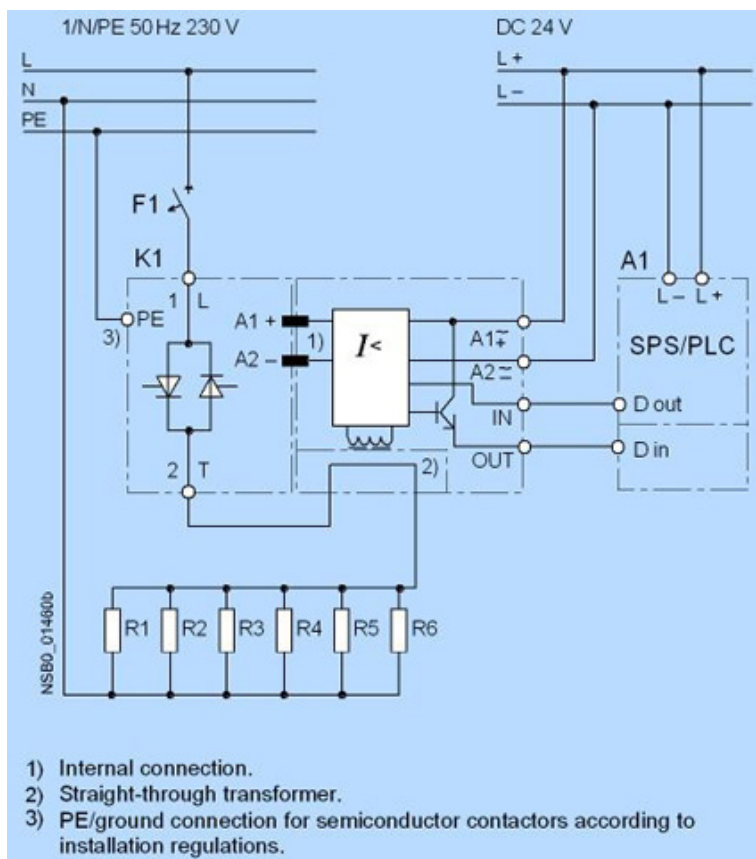 1/N/PE 50 Hz 230 V
DC 24 V
L
L +
N
L –
PE
F1
K1
A1
1 L
L – L +
PE
3)
A1 +
1)
I<
A1 ≂
+
SPS/PLC
A2 –
A2 ≂
IN
D out
2 T
2)
OUT
D in
R1 R2 R3 R4 R5 R6
NSB0_01460b
1) Internal connection.
2) Straight-through transformer.
3) PE/ground connection for semiconductor contactors according to
installation regulations.